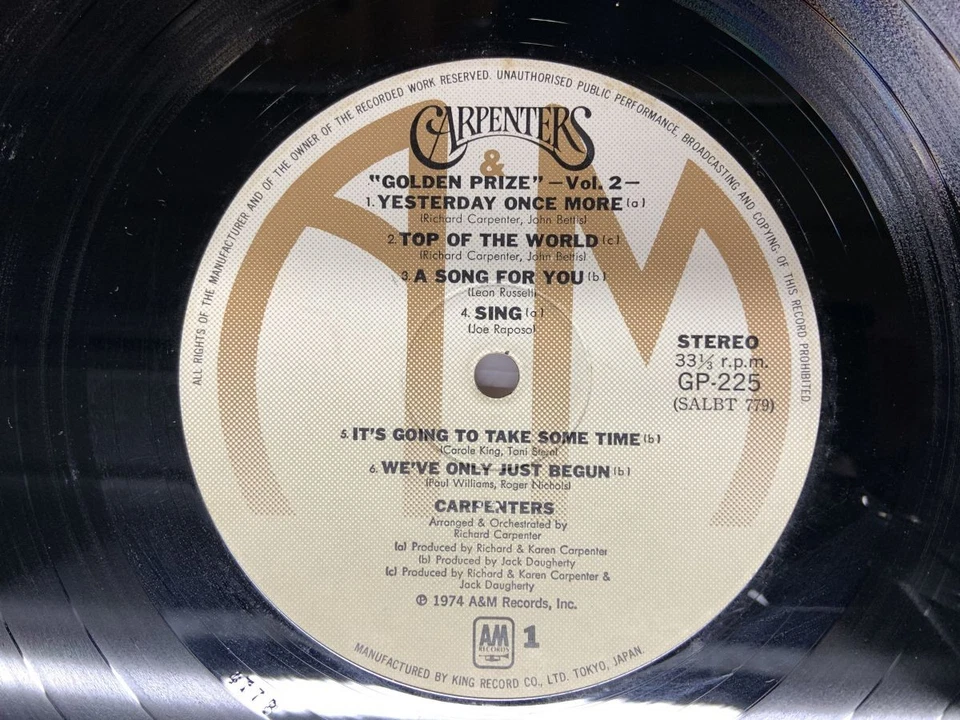 ALL RIGHTS OF THE MANUFACTURER AND OF THE OWNER OF THE RECORDED WORK RESERVED. UNAUTHORISED PUBLIC PERFORMANCE, BROADCASTING AND COPYING OF THIS RECORD PROHIBITED.
CARPENTERS
&
"GOLDEN PRIZE" —Vol. 2—
1. YESTERDAY ONCE MORE (a)
(Richard Carpenter, John Bettis)
2. TOP OF THE WORLD (c)
(Richard Carpenter, John Bettis)
3. A SONG FOR YOU (b)
(Leon Russell)
4. SING (a)
(Joe Raposo)
STEREO
33⅓ r.p.m.
GP-225
(SALBT 779)
5. IT'S GOING TO TAKE SOME TIME (b)
(Carole King, Toni Stern)
6. WE'VE ONLY JUST BEGUN (b)
(Paul Williams, Roger Nichols)
CARPENTERS
Arranged & Orchestrated by
Richard Carpenter
(a) Produced by Richard & Karen Carpenter
(b) Produced by Jack Daugherty
(c) Produced by Richard & Karen Carpenter &
Jack Daugherty
℗ 1974 A&M Records, Inc.
AM 1
RECORDS
MANUFACTURED BY KING RECORD CO., LTD. TOKYO, JAPAN.